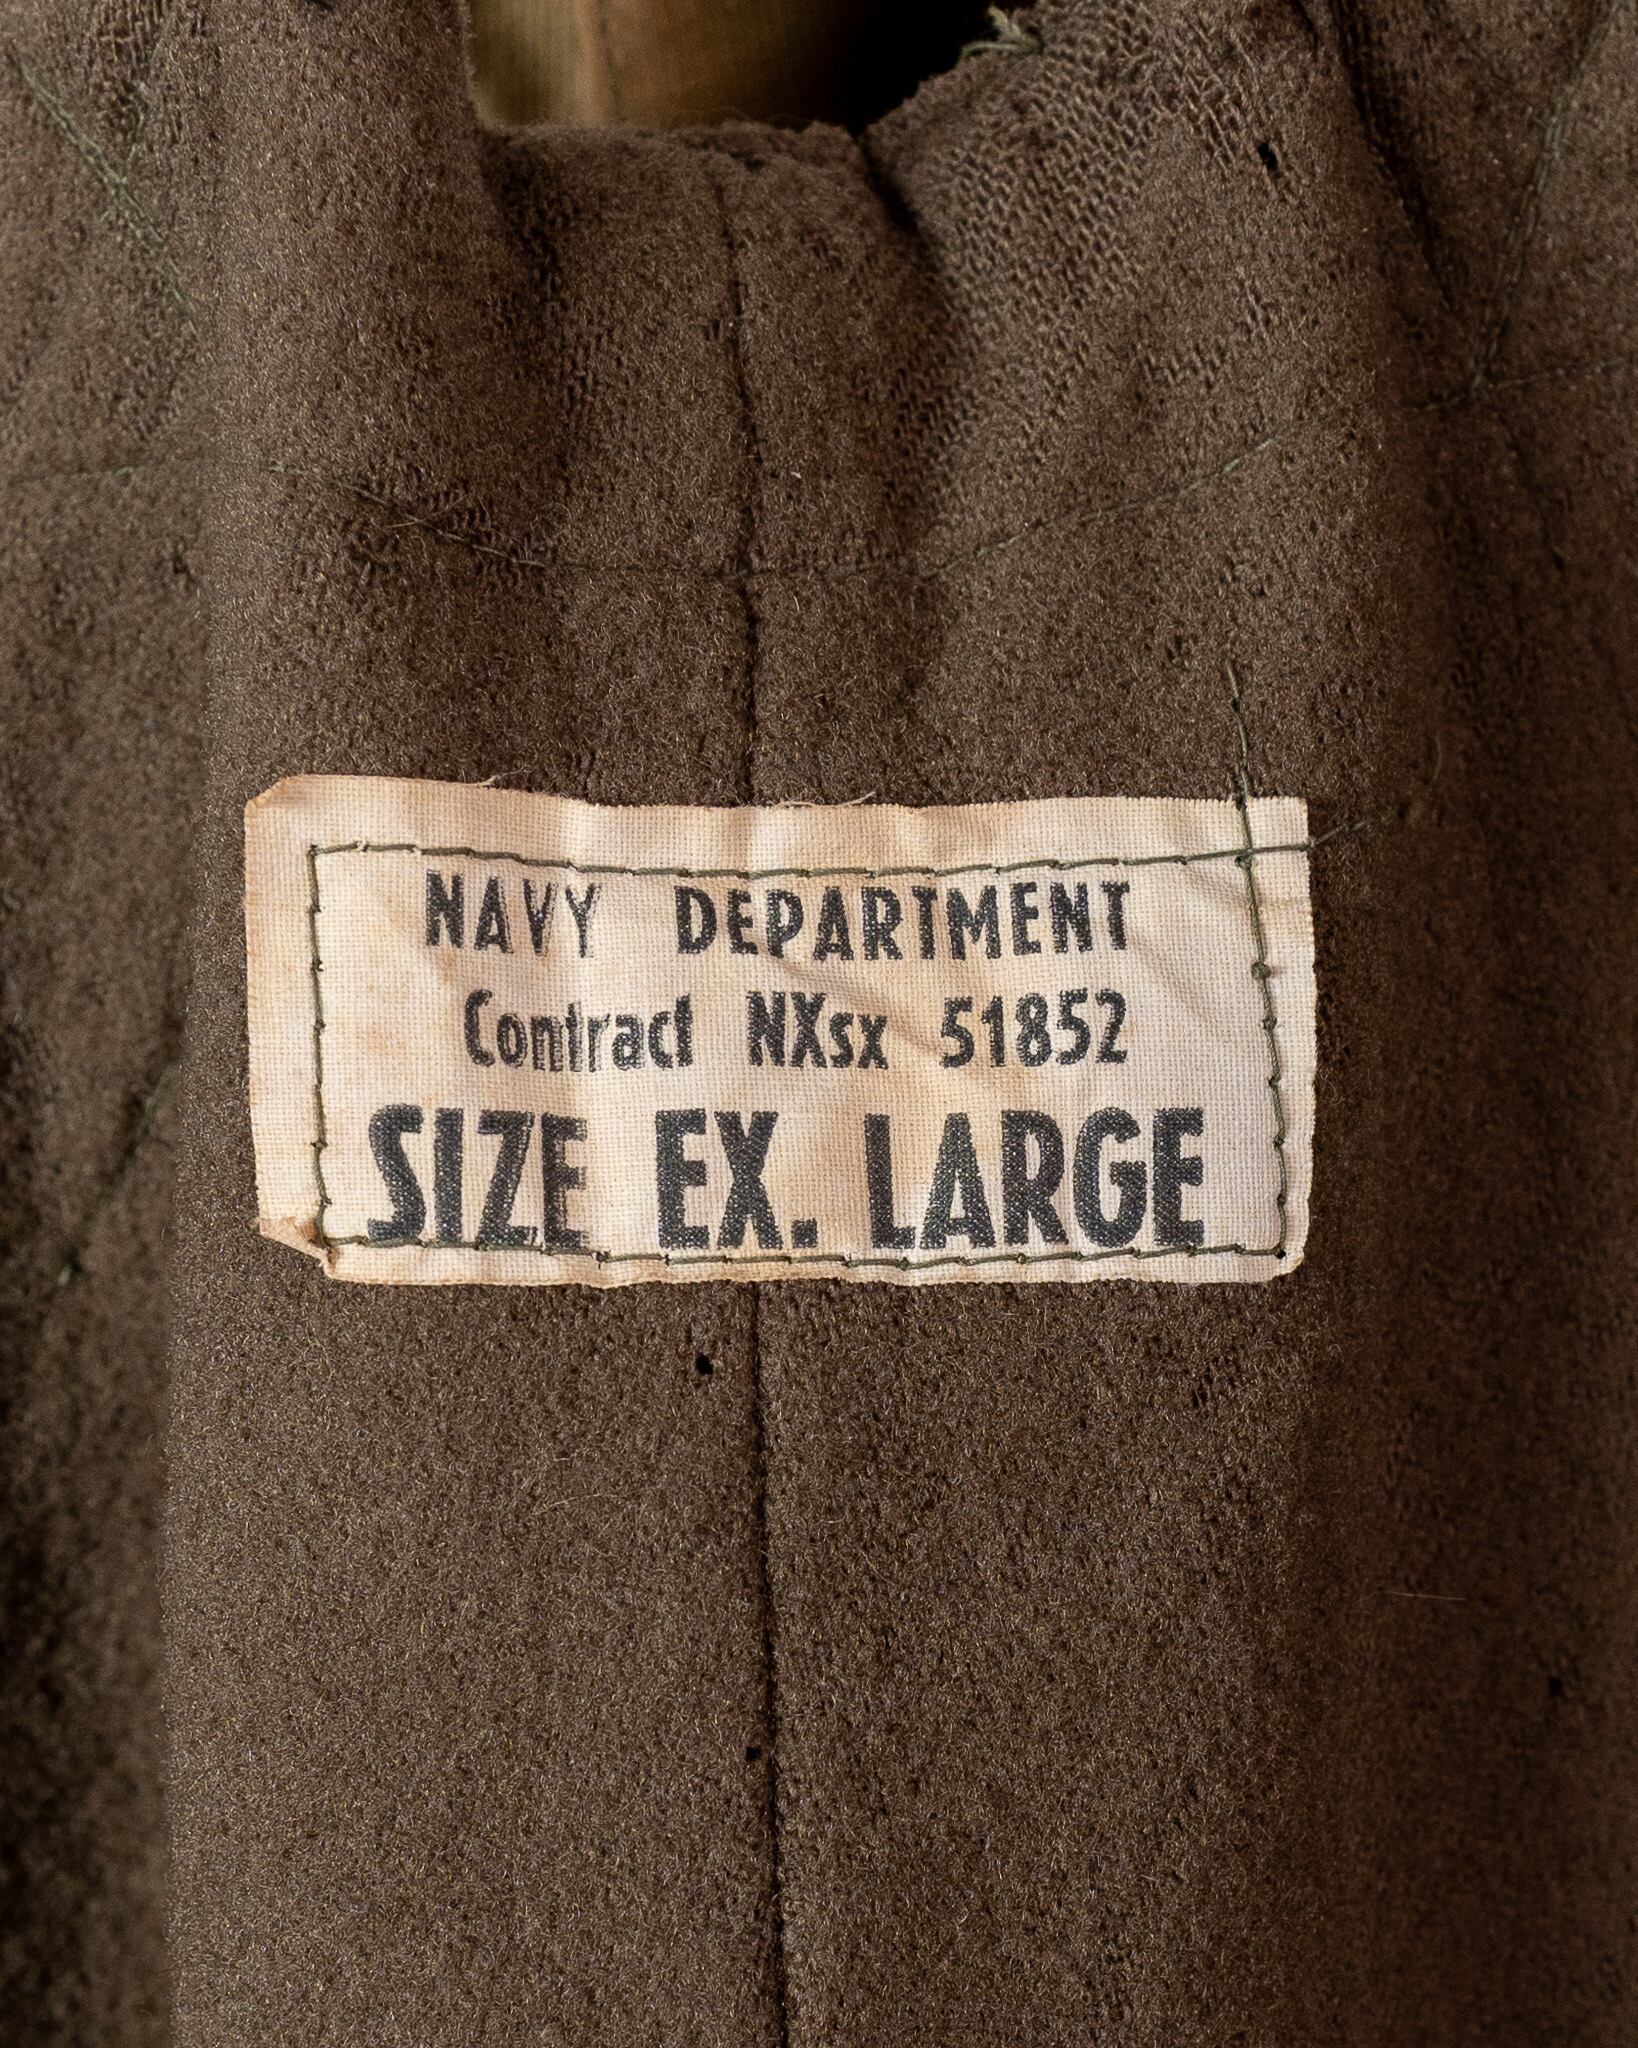 NAVY DEPARTMENT
Contract NXsx 51852
SIZE EX. LARGE